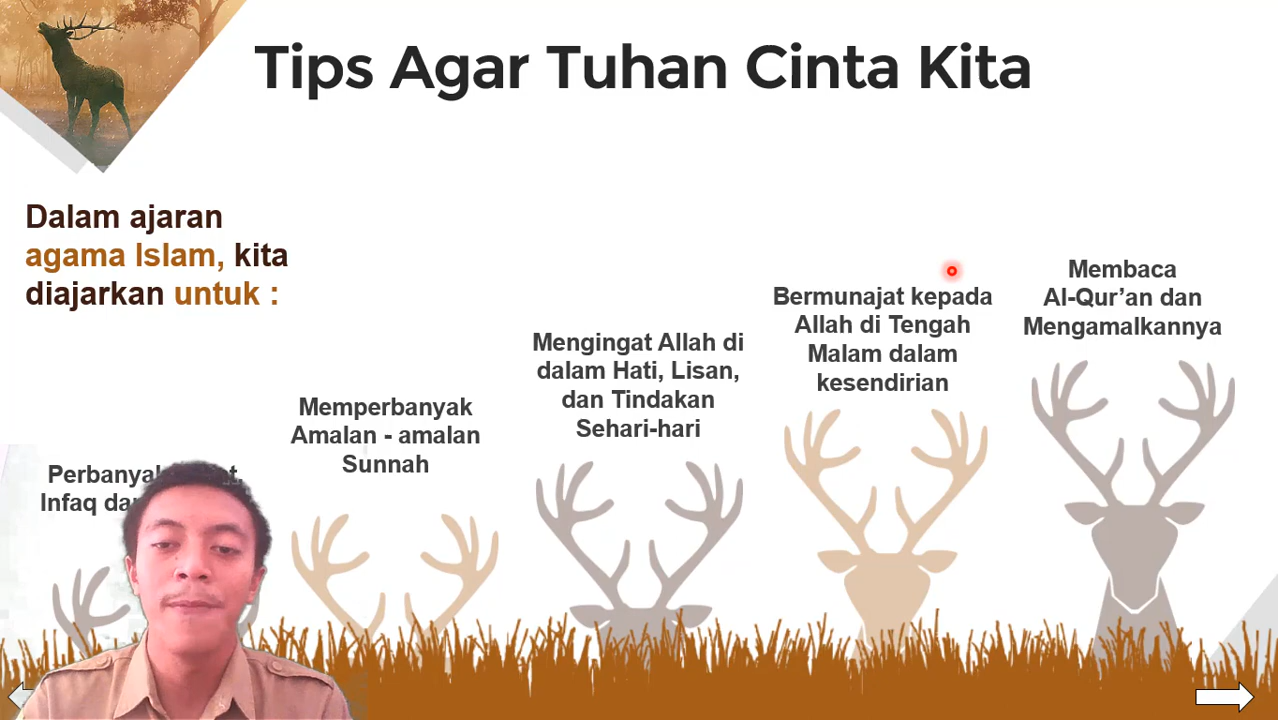 Tips Agar Tuhan Cinta Kita
Dalam ajaran
agama Islam, kita
diajarkan untuk :
Infaq
Memperbanyak
Amalan - amalan
Sunnah
Mengingat Allah di
dalam Hati, Lisan,
dan Tindakan
Sehari-hari
Bermunajat kepada
Allah di Tengah
Malam dalam
kesendirian
Membaca
Al-Qur’an dan
Mengamalkannya